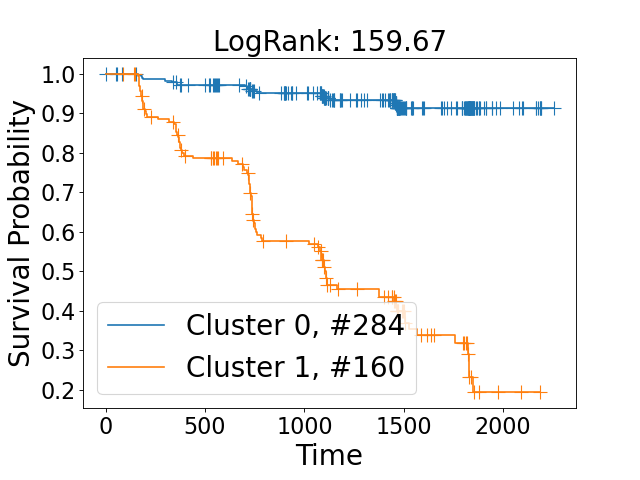 LogRank: 159.67
1.0
0.9
0.8
0.7
0.6
0.5
0.4
0.3
0.2
Survival Probability
Cluster 0, #284
Cluster 1, #160
0 500 1000 1500 2000
Time